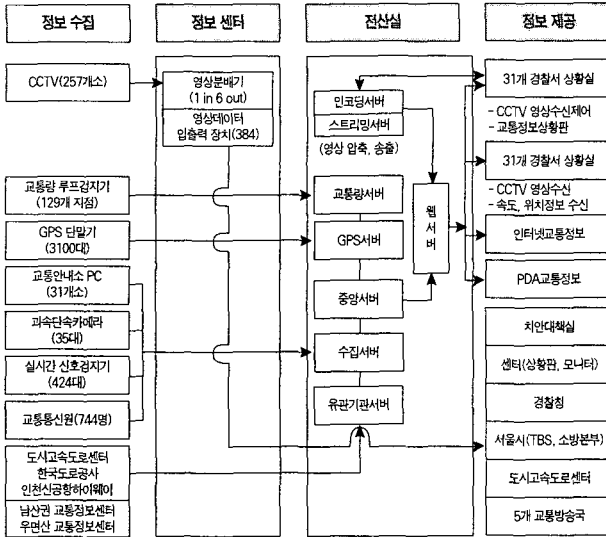 정보 수집
정보 센터
전산실
정보 제공
CCTV(257개소)
교통량 루프검지기
(129개 지점)
GPS 단말기
(3100대)
교통안내소 PC
(31개소)
과속단속카메라
(35대)
실시간 신호검지기
(424대)
교통통신원(744명)
도시고속도로센터
한국도로공사
인천신공항하이웨이
남산권 교통정보센터
우면산 교통정보센터
영상분배기
(1 in 6 out)
영상데이터
입출력 장치(384)
인코딩서버
스트리밍서버
(영상 압축, 송출)
교통량서버
GPS서버
중앙서버
수집서버
유관기관서버
웹
서
버
31개 경찰서 상황실
- CCTV 영상수신제어
- 교통정보상황판
31개 경찰서 상황실
- CCTV 영상수신
- 속도, 위치정보 수신
인터넷교통정보
PDA교통정보
치안대책실
센터(상황판, 모니터)
경찰청
서울시(TBS, 소방본부)
도시고속도로센터
5개 교통방송국